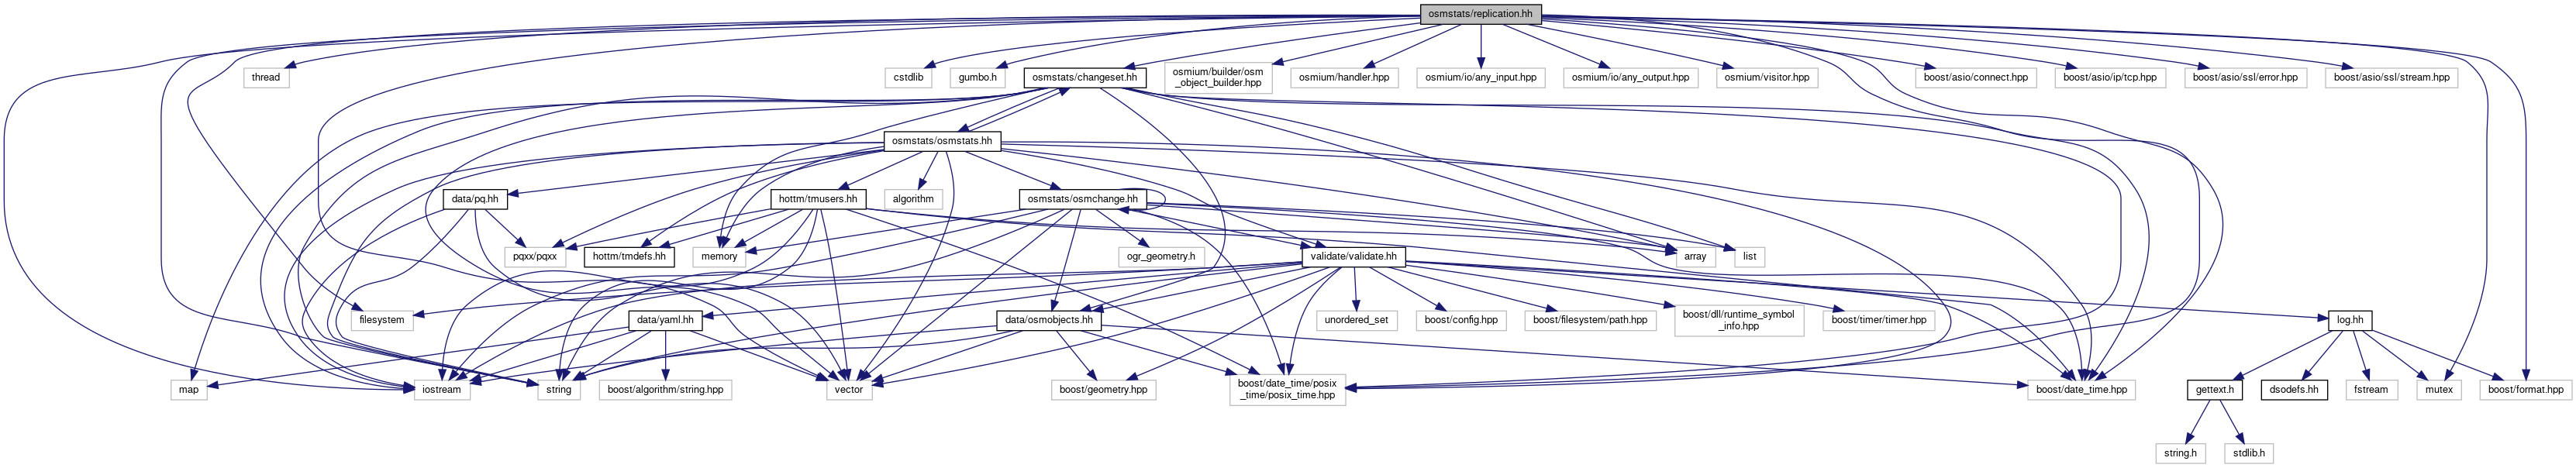 osmstats/replication.hh
thread
cstdlib
gumbo.h
osmstats/changeset.hh
osmium/builder/osm
_object_builder.hpp
osmium/handler.hpp
osmium/io/any_input.hpp
osmium/io/any_output.hpp
osmium/visitor.hpp
boost/asio/connect.hpp
boost/asio/ip/tcp.hpp
boost/asio/ssl/error.hpp
boost/asio/ssl/stream.hpp
osmstats/osmstats.hh
data/pq.hh
hottm/tmusers.hh
algorithm
osmstats/osmchange.hh
pqxx/pqxx
hottm/tmdefs.hh
memory
ogr_geometry.h
validate/validate.hh
array
list
filesystem
data/yaml.hh
data/osmobjects.hh
unordered_set
boost/config.hpp
boost/filesystem/path.hpp
boost/dll/runtime_symbol
_info.hpp
boost/timer/timer.hpp
log.hh
map
iostream
string
boost/algorithm/string.hpp
vector
boost/geometry.hpp
boost/date_time/posix
_time/posix_time.hpp
boost/date_time.hpp
gettext.h
dsodefs.hh
fstream
mutex
boost/format.hpp
string.h
stdlib.h